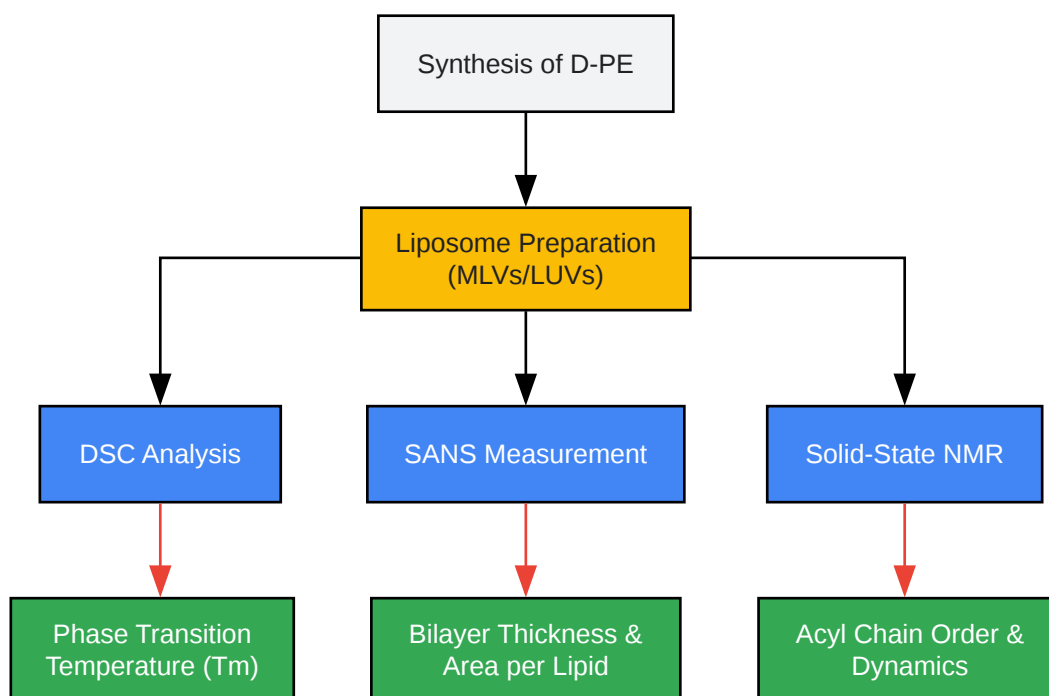 Synthesis of D-PE
Liposome Preparation
(MLVs/LUVs)
DSC Analysis
SANS Measurement
Solid-State NMR
Phase Transition
Temperature (Tm)
Bilayer Thickness &
Area per Lipid
Acyl Chain Order &
Dynamics